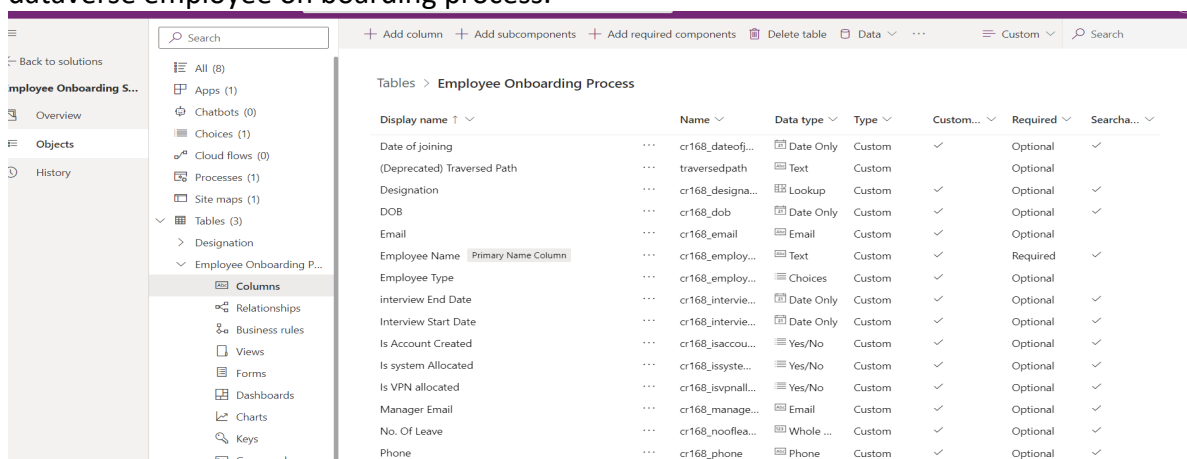 dataverse employee on boarding process.
Search
+ Add column + Add subcomponents + Add required components Delete table Data ··· Custom Search
Back to solutions
mployee Onboarding S...
Overview
Objects
History
All (8)
Apps (1)
Chatbots (0)
Choices (1)
Cloud flows (0)
Processes (1)
Site maps (1)
Tables (3)
Designation
Employee Onboarding P...
Columns
Relationships
Business rules
Views
Forms
Dashboards
Charts
Keys
Tables > Employee Onboarding Process
Display name ↑ Name Data type Type Custom... Required Searcha...
Date of joining ··· cr168_dateofj... Date Only Custom ✓ Optional ✓
(Deprecated) Traversed Path ··· traversedpath Text Custom Optional
Designation ··· cr168_designa... Lookup Custom ✓ Optional ✓
DOB ··· cr168_dob Date Only Custom ✓ Optional ✓
Email ··· cr168_email Email Custom ✓ Optional
Employee Name Primary Name Column ··· cr168_employ... Text Custom ✓ Required ✓
Employee Type ··· cr168_employ... Choices Custom ✓ Optional
interview End Date ··· cr168_intervie... Date Only Custom ✓ Optional ✓
Interview Start Date ··· cr168_intervie... Date Only Custom ✓ Optional ✓
Is Account Created ··· cr168_isaccou... Yes/No Custom ✓ Optional ✓
Is system Allocated ··· cr168_issyste... Yes/No Custom ✓ Optional ✓
Is VPN allocated ··· cr168_isvpnall... Yes/No Custom ✓ Optional ✓
Manager Email ··· cr168_manage... Email Custom ✓ Optional ✓
No. Of Leave ··· cr168_nooflea... Whole ... Custom ✓ Optional ✓
Phone ··· cr168_phone Phone Custom ✓ Optional ✓